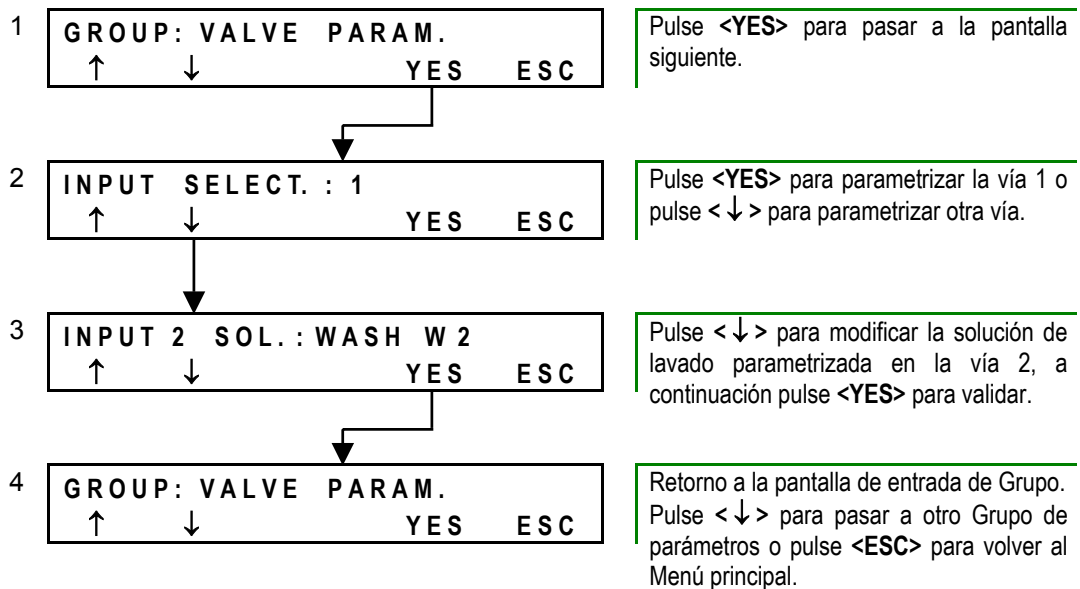 1
GROUP: VALVE PARAM.
↑ ↓ YES ESC
Pulse <YES> para pasar a la pantalla
siguiente.
2
INPUT SELECT. : 1
↑ ↓ YES ESC
Pulse <YES> para parametrizar la vía 1 o
pulse <↓> para parametrizar otra vía.
3
INPUT 2 SOL.: WASH W2
↑ ↓ YES ESC
Pulse <↓> para modificar la solución de
lavado parametrizada en la vía 2, a
continuación pulse <YES> para validar.
4
GROUP: VALVE PARAM.
↑ ↓ YES ESC
Retorno a la pantalla de entrada de Grupo.
Pulse <↓> para pasar a otro Grupo de
parámetros o pulse <ESC> para volver al
Menú principal.